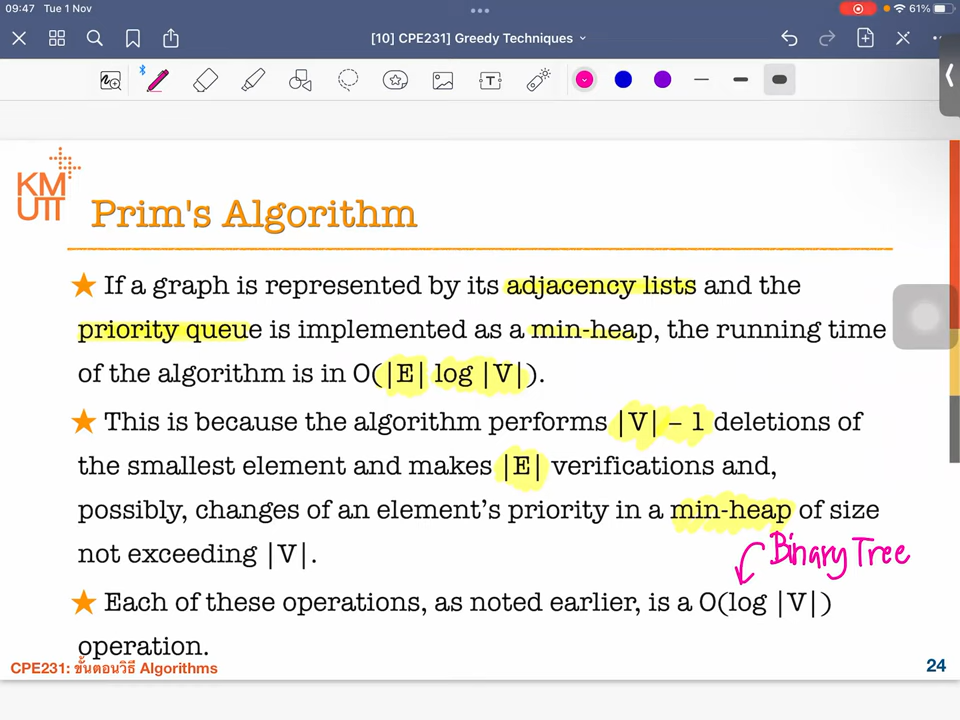 09:47 Tue 1 Nov
61%
[10] CPE231] Greedy Techniques
T
KM
UTT
Prim's Algorithm
★ If a graph is represented by its adjacency lists and the
priority queue is implemented as a min-heap, the running time
of the algorithm is in O(|E| log |V|).
★ This is because the algorithm performs |V| – 1 deletions of
the smallest element and makes |E| verifications and,
possibly, changes of an element's priority in a min-heap of size
not exceeding |V|.
Binary Tree
★ Each of these operations, as noted earlier, is a O(log |V|)
operation.
CPE231: ขั้นตอนวิธี Algorithms
24